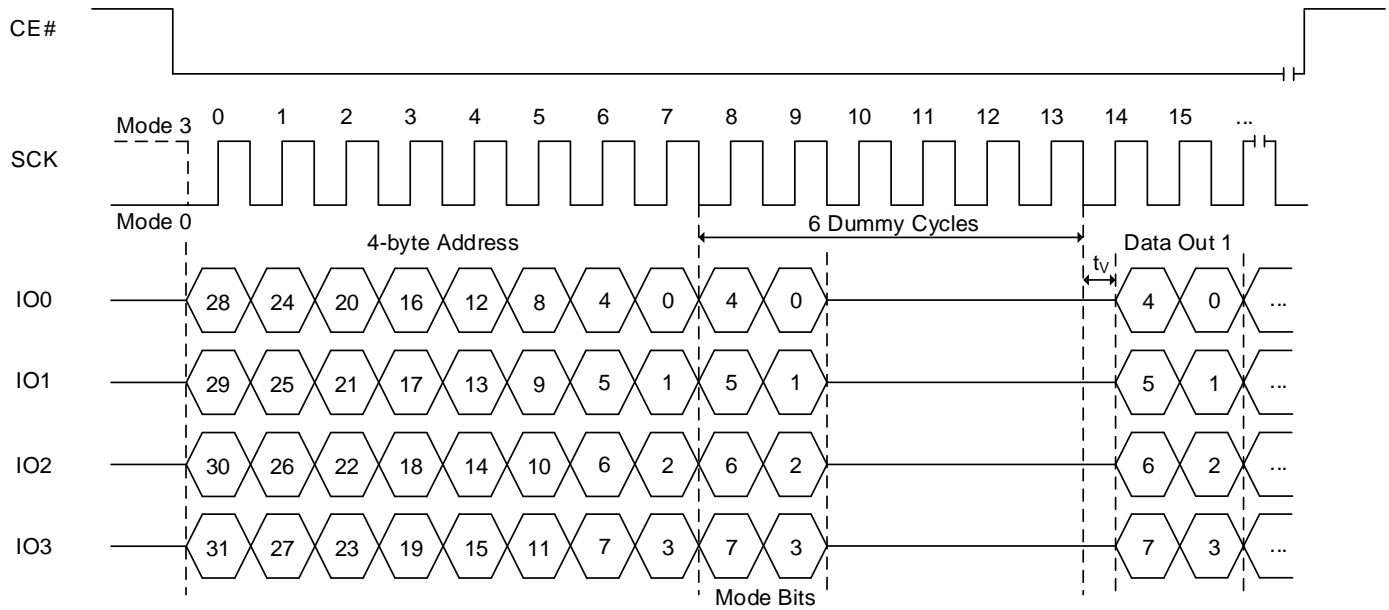 CE#
0 1 2 3 4 5 6 7 8 9 10 11 12 13 14 15 ...
Mode 3
SCK
Mode 0
6 Dummy Cycles
4-byte Address
Data Out 1
tV
IO0 28 24 20 16 12 8 4 0 4 0 4 0 ...
IO1 29 25 21 17 13 9 5 1 5 1 5 1 ...
IO2 30 26 22 18 14 10 6 2 6 2 6 2 ...
IO3 31 27 23 19 15 11 7 3 7 3 7 3 ...
Mode Bits